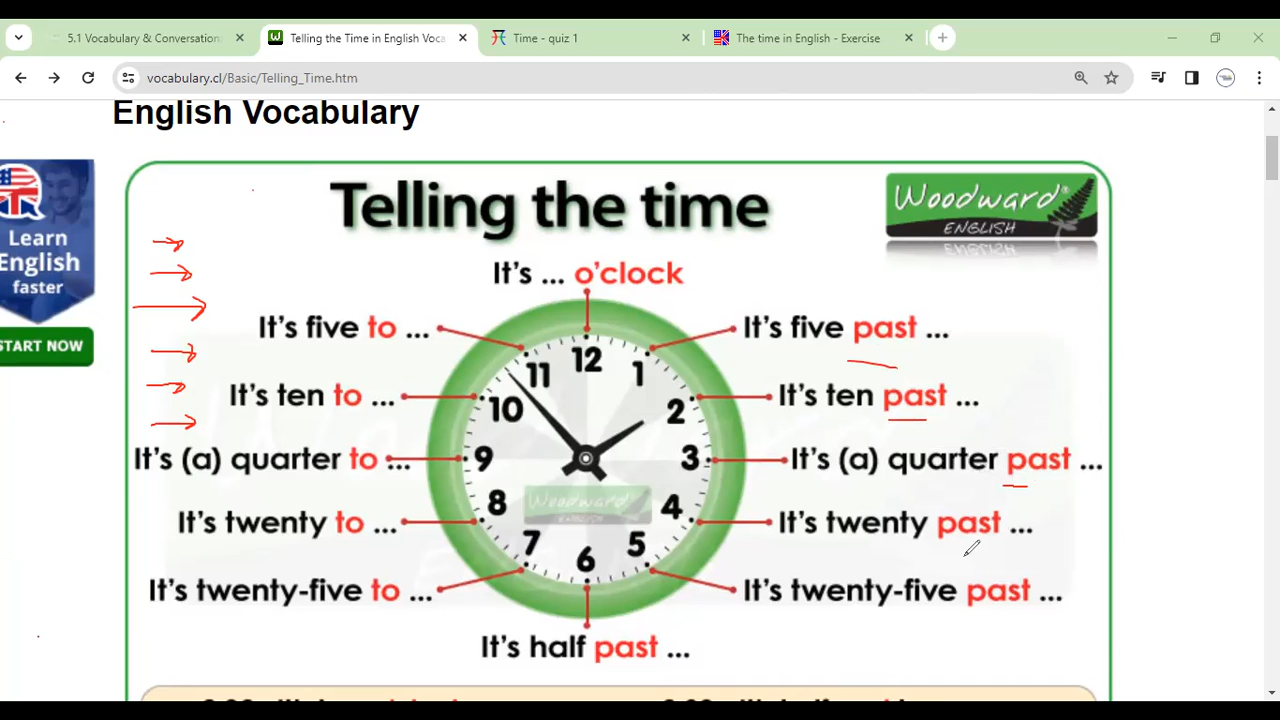 5.1 Vocabulary & Conversation
Telling the Time in English Voca
Time - quiz 1
The time in English - Exercise
vocabulary.cl/Basic/Telling_Time.htm
English Vocabulary
Learn
English
faster
START NOW
Telling the time
Woodward®
ENGLISH
It's ... o'clock
It's five to ...
It's five past ...
It's ten to ...
It's ten past ...
It's (a) quarter to ...
It's (a) quarter past ...
It's twenty to ...
It's twenty past ...
It's twenty-five to ...
It's twenty-five past ...
It's half past ...
12
11 1
10 2
9 3
8 4
7 5
6
Woodward
ENGLISH